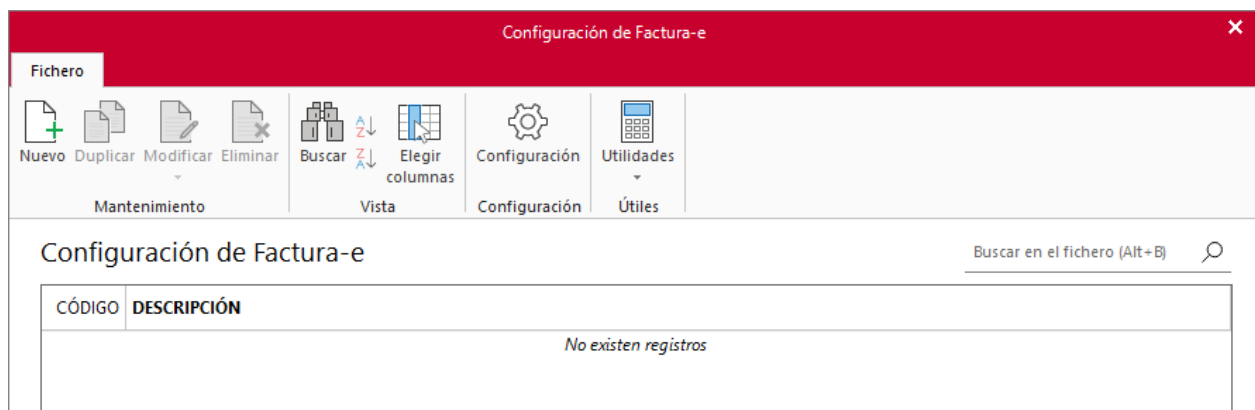 Configuración de Factura-e
Fichero
Nuevo Duplicar Modificar Eliminar Buscar Elegir columnas Configuración Utilidades
Mantenimiento Vista Configuración Útiles
Configuración de Factura-e
Buscar en el fichero (Alt+B)
CÓDIGO DESCRIPCIÓN
No existen registros